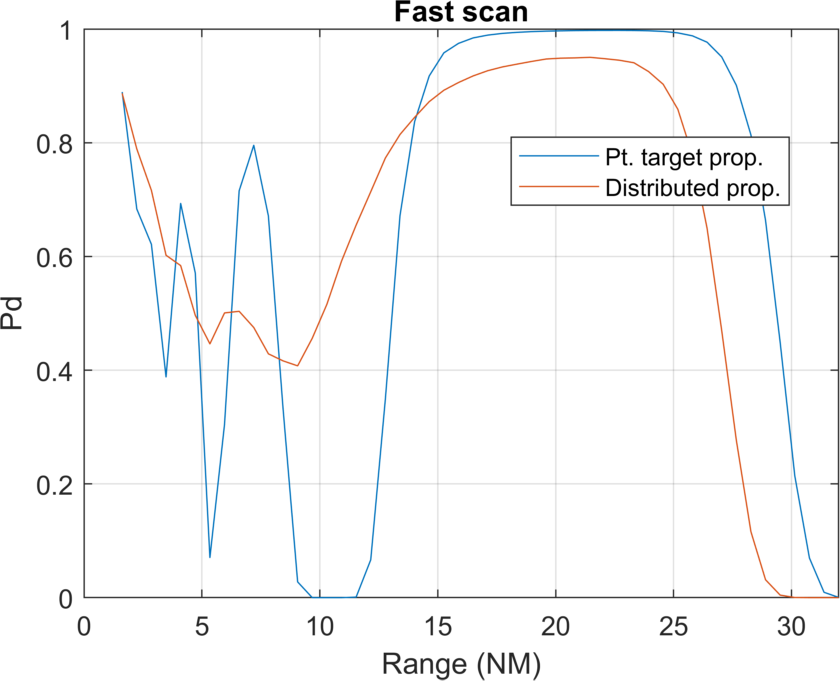 Fast scan
1
0.8
0.6
0.4
0.2
0
Pd
Pt. target prop.
Distributed prop.
0 5 10 15 20 25 30
Range (NM)